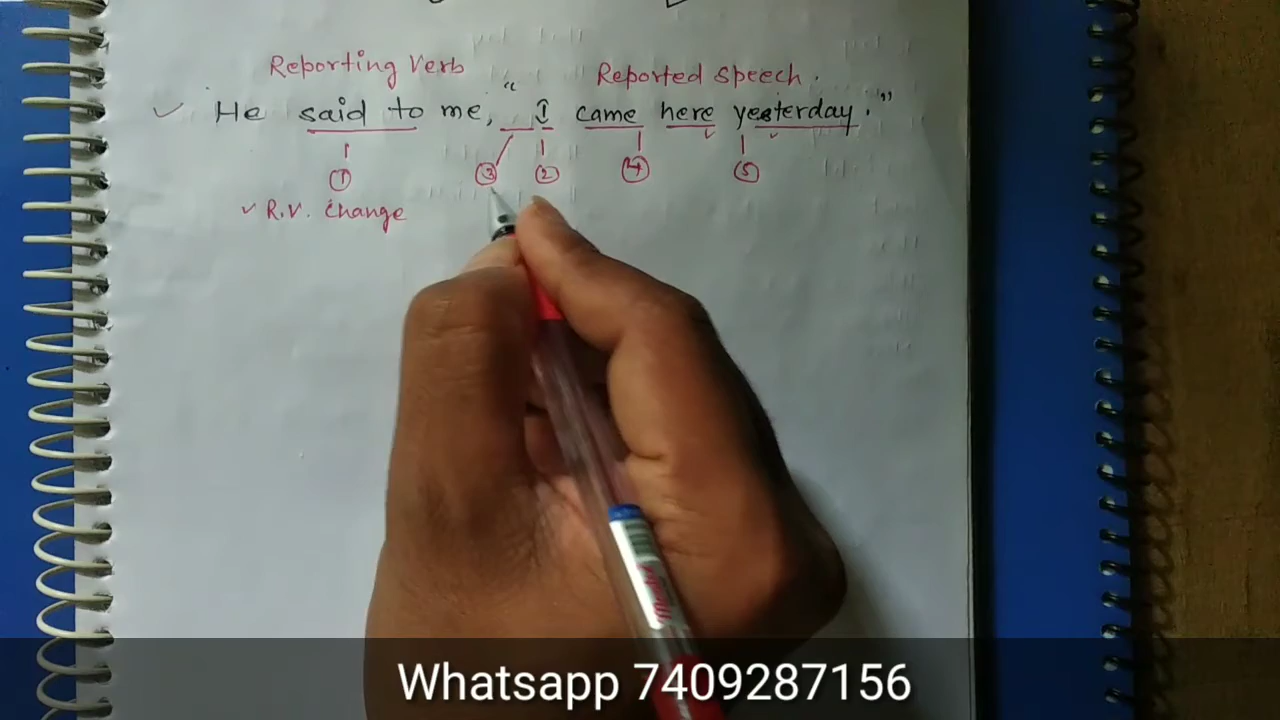 Reporting Verb Reported speech.
✓ He said to me, " I came here yesterday."
① ③ ② ④ ⑤
✓ R.V. Change
Whatsapp 7409287156